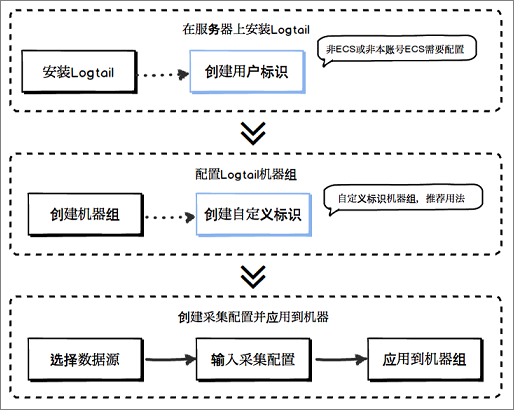 在服务器上安装Logtail
非ECS或非本账号ECS需要配置
安装Logtail
创建用户标识
配置Logtail机器组
自定义标识机器组，推荐用法
创建机器组
创建自定义标识
创建采集配置并应用到机器
选择数据源
输入采集配置
应用到机器组